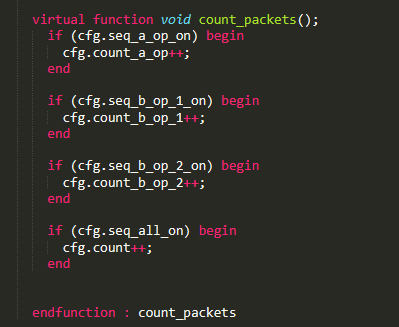 virtual function void count_packets();
if (cfg.seq_a_op_on) begin
cfg.count_a_op++;
end
if (cfg.seq_b_op_1_on) begin
cfg.count_b_op_1++;
end
if (cfg.seq_b_op_2_on) begin
cfg.count_b_op_2++;
end
if (cfg.seq_all_on) begin
cfg.count++;
end
endfunction : count_packets